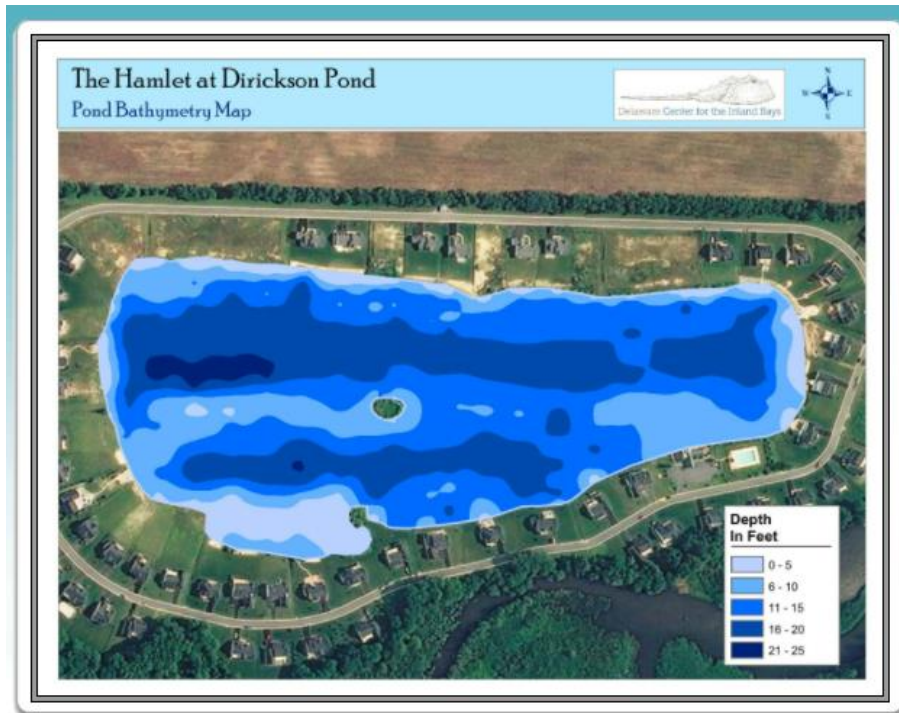 The Hamlet at Dirickson Pond
Pond Bathymetry Map
Delaware Center for the Inland Bays
N
W
E
S
Depth
In Feet
0 - 5
6 - 10
11 - 15
16 - 20
21 - 25